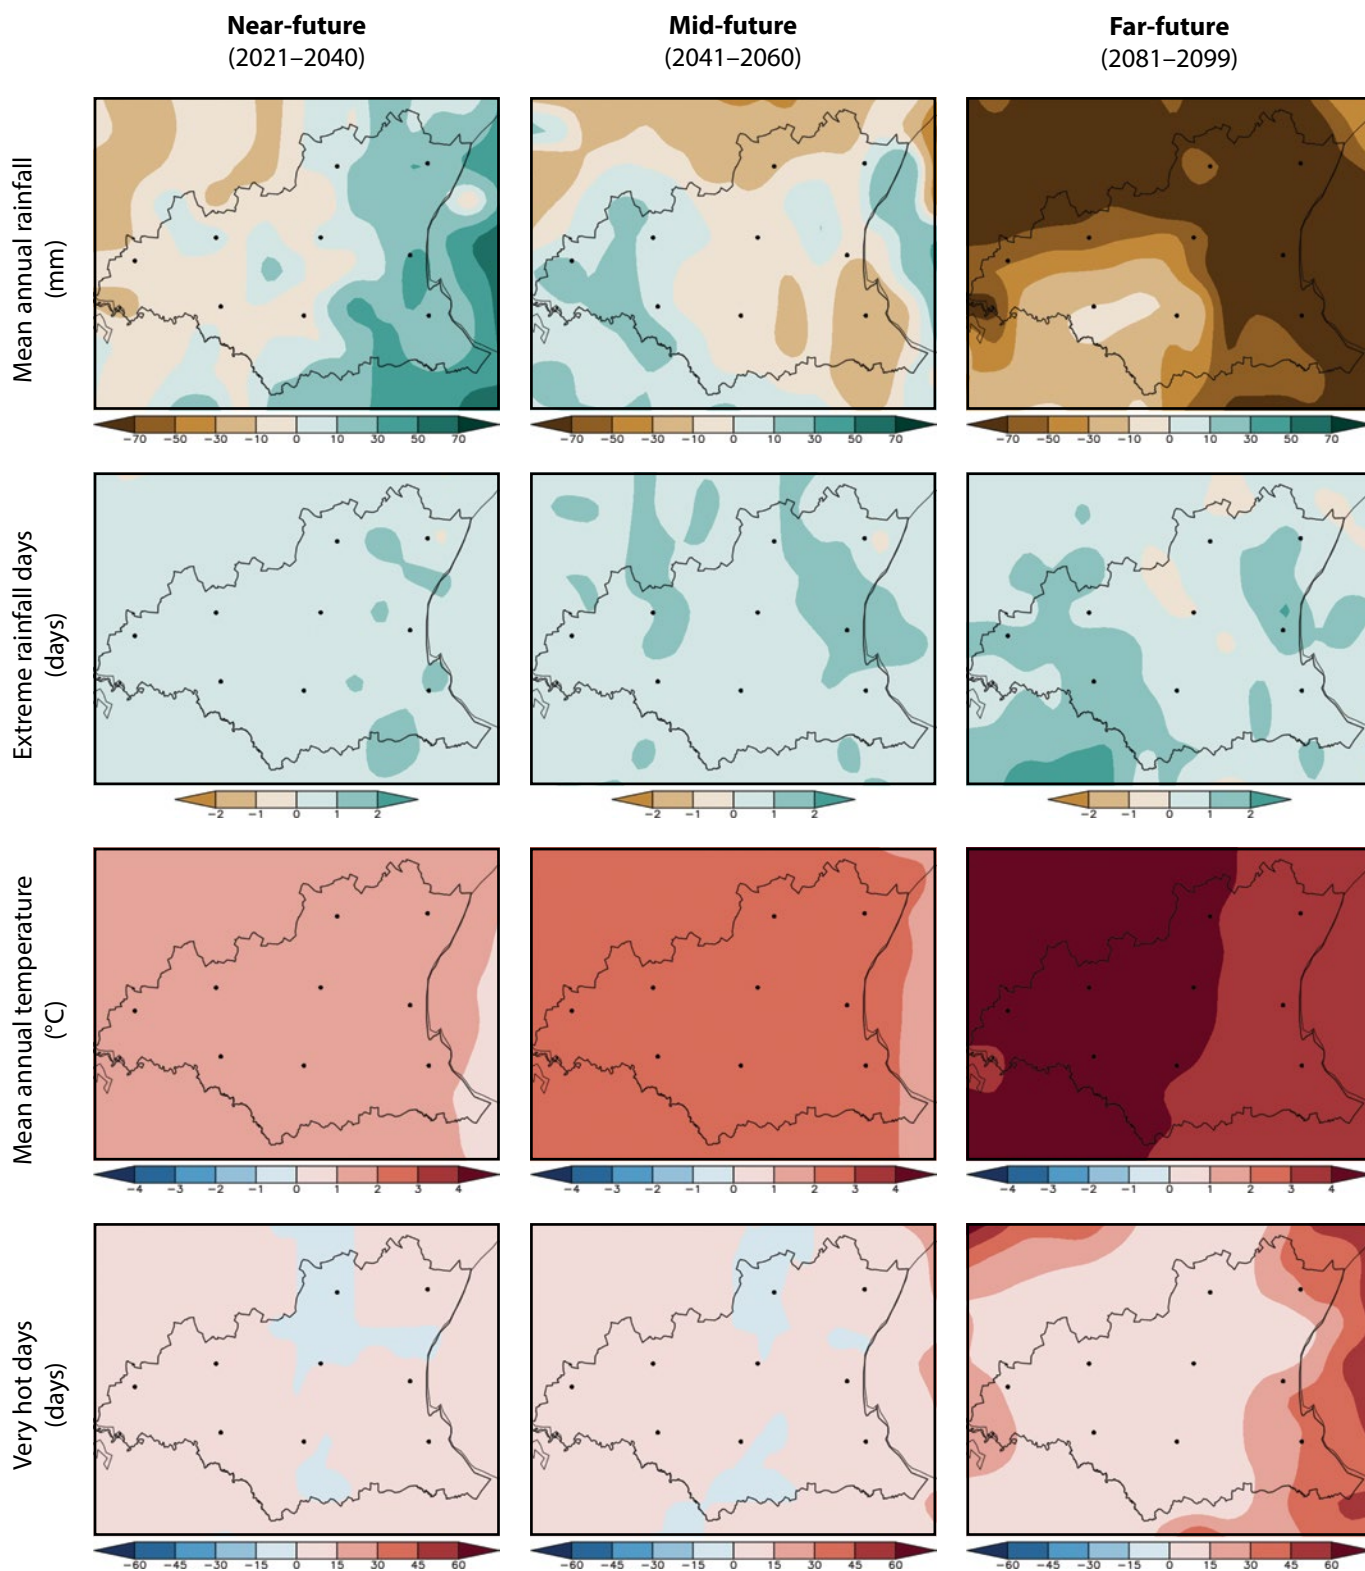 Near-future
(2021–2040)
Mid-future
(2041–2060)
Far-future
(2081–2099)
Mean annual rainfall
(mm)
−70 −50 −30 −10 0 10 30 50 70
−70 −50 −30 −10 0 10 30 50 70
−70 −50 −30 −10 0 10 30 50 70
Extreme rainfall days
(days)
−2 −1 0 1 2
−2 −1 0 1 2
−2 −1 0 1 2
Mean annual temperature
(°C)
−4 −3 −2 −1 0 1 2 3 4
−4 −3 −2 −1 0 1 2 3 4
−4 −3 −2 −1 0 1 2 3 4
Very hot days
(days)
−60 −45 −30 −15 0 15 30 45 60
−60 −45 −30 −15 0 15 30 45 60
−60 −45 −30 −15 0 15 30 45 60